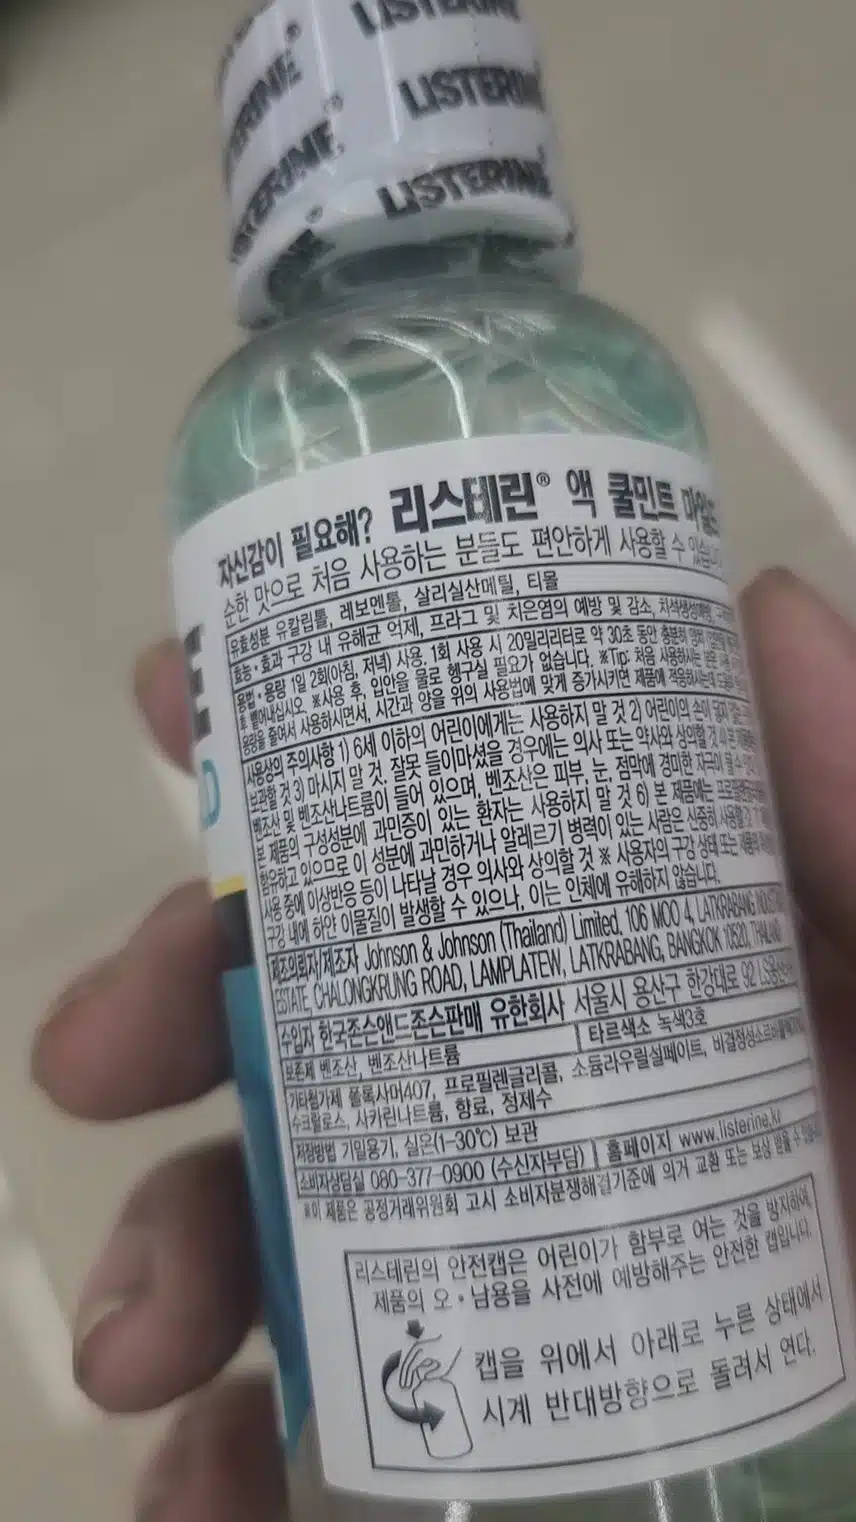 LISTERINE
LISTERINE
LISTERINE
자신감이 필요해? 리스테린® 액 쿨민트 마일드
순한 맛으로 처음 사용하는 분들도 편안하게 사용할 수
유효성분 유칼립톨, 레보멘톨, 살리실산메틸, 티몰
효능·효과 구강 내 유해균 억제, 프라그 및 치은염의 예방 및 감소,
용법·용량 1일 2회(아침, 저녁) 사용. 1회 사용 시 20밀리리터로 약 30초 동안 충분히
후 뱉어내십시오. ※사용 후, 입안을 물로 헹구실 필요가 없습니다. ※Tip: 처음 사용하시는 분은
용량을 줄여서 사용하시면서, 시간과 양을 위의 사용법에 맞게 증가시키면 제품에 적응하시는데
사용상의 주의사항 1) 6세 이하의 어린이에게는 사용하지 말 것 2) 어린이의 손이 닿지
보관할 것 3) 마시지 말 것. 잘못 들이마셨을 경우에는 의사 또는 약사와 상의할 것 4) 본
벤조산 및 벤조산나트륨이 들어 있으며, 벤조산은 피부, 눈, 점막에 경미한 자극이 될 수
본 제품의 구성성분에 과민증이 있는 환자는 사용하지 말 것 6) 본 제품에는
함유하고 있으므로 이 성분에 과민하거나 알레르기 병력이 있는 사람은 신중히 사용할 것
사용 중에 이상반응 등이 나타날 경우 의사와 상의할 것 ※ 사용자의 구강 상태 또는
구강 내에 하얀 이물질이 발생할 수 있으나, 이는 인체에 유해하지 않습니다.
제조의뢰자/제조자 Johnson & Johnson (Thailand) Limited. 106 MOO 4, LATKRABANG
ESTATE, CHALONGKRUNG ROAD, LAMPLATEW, LATKRABANG, BANGKOK 10520, THAILAND
수입자 한국존슨앤드존슨판매 유한회사 서울시 용산구 한강대로 92
보존제 벤조산, 벤조산나트륨 타르색소 녹색3호
기타첨가제 폴록사머407, 프로필렌글리콜, 소듐라우릴설페이트,
수크랄로스, 사카린나트륨, 향료, 정제수
저장방법 기밀용기, 실온(1-30℃) 보관
소비자상담실 080-377-0900 (수신자부담) 홈페이지 www.listerine.kr
※이 제품은 공정거래위원회 고시 소비자분쟁해결기준에 의거 교환 또는 보상 받을 수
리스테린의 안전캡은 어린이가 함부로 여는 것을 방지하여,
제품의 오·남용을 사전에 예방해주는 안전한 캡입니다.
캡을 위에서 아래로 누른 상태에서
시계 반대방향으로 돌려서 연다.